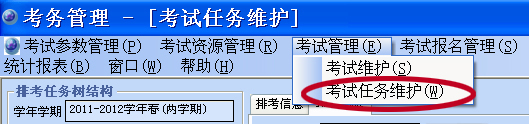 考务管理 - [考试任务维护]
考试参数管理(P) 考试资源管理(R) 考试管理(E) 考试报名管理(S)
统计报表(B) 窗口(W) 帮助(H)
考试维护(S)
考试任务维护(W)
排考任务树结构
学年学期 2011-2012学年春(两学期)
排考信息